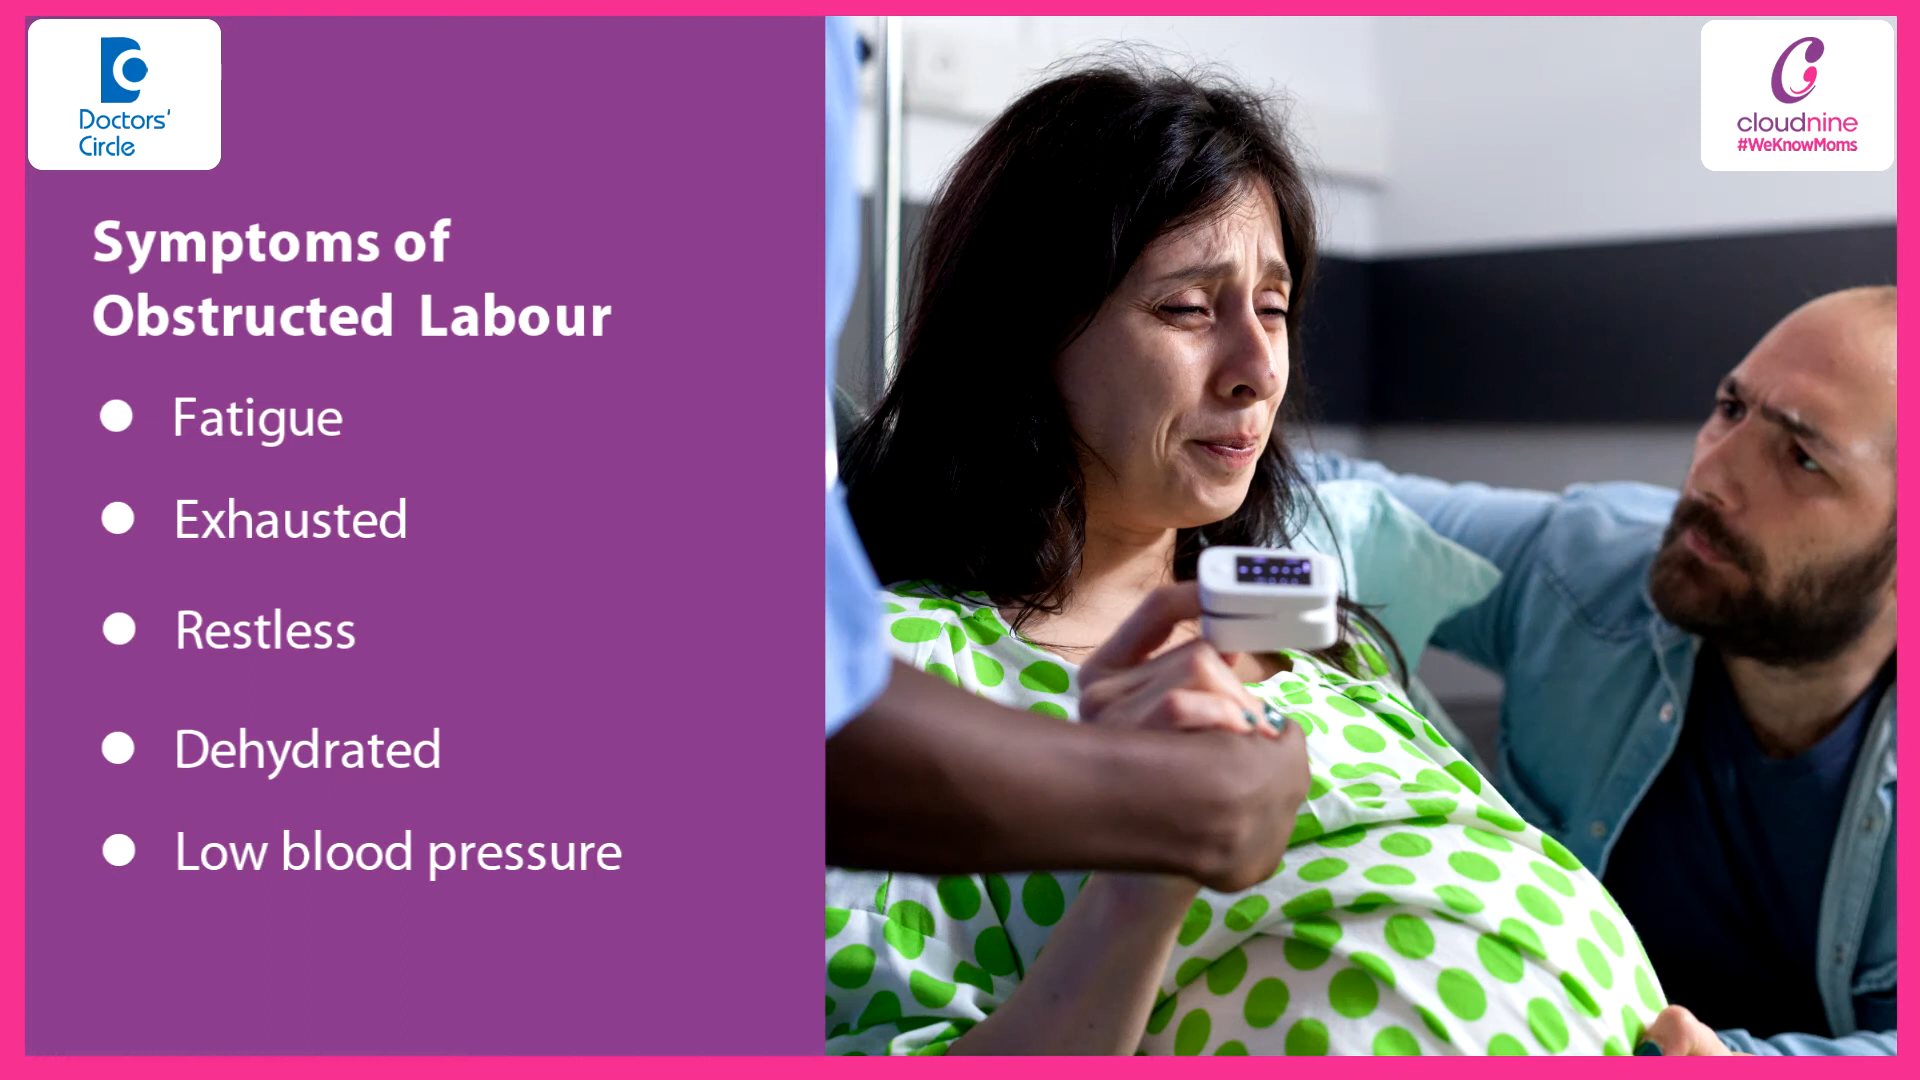 Doctors'
Circle
cloudnine
#WeKnowMoms
Symptoms of
Obstructed Labour
Fatigue
Exhausted
Restless
Dehydrated
Low blood pressure